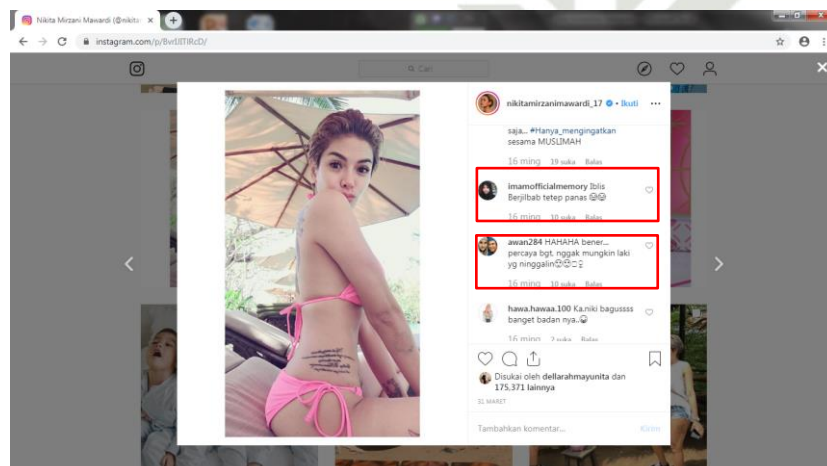 Nikita Mirzani Mawardi (@nikita
instagram.com/p/BvrUlTIRcD/
Cari
nikitamirzanimawardi_17 • Ikuti
saja... #Hanya_mengingatkan
sesama MUSLIMAH
16 ming 19 suka Balas
imamofficialmemory Iblis
Berjilbab tetep panas 😂😂
16 ming 10 suka Balas
awan284 HAHAHA bener...
percaya bgt. nggak mungkin laki
yg ninggalin
16 ming 10 suka Balas
hawa.hawaa.100 Ka.niki bagussss
banget badan nya..
16 ming 2 suka Balas
Disukai oleh dellarahmayunita dan
175,371 lainnya
31 MARET
Tambahkan komentar...
Kirim